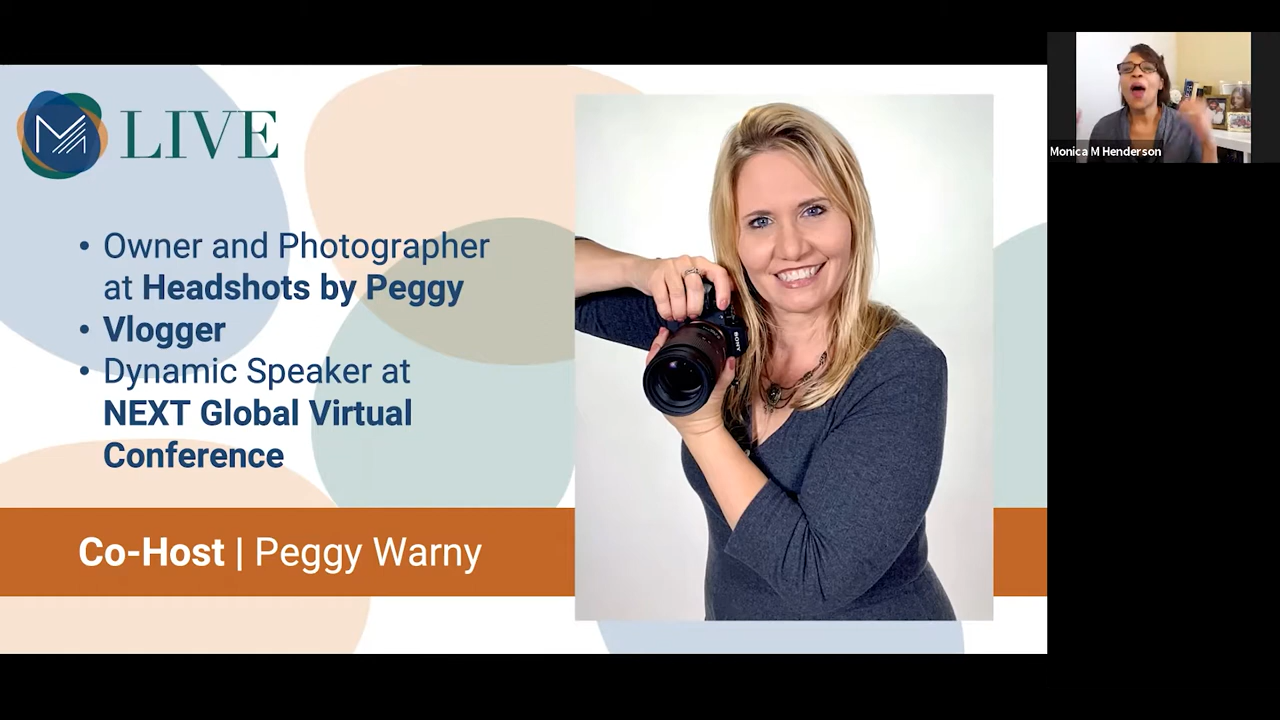 LIVE
• Owner and Photographer
at Headshots by Peggy
• Vlogger
• Dynamic Speaker at
NEXT Global Virtual
Conference
Co-Host | Peggy Warny
SONY
Monica M Henderson